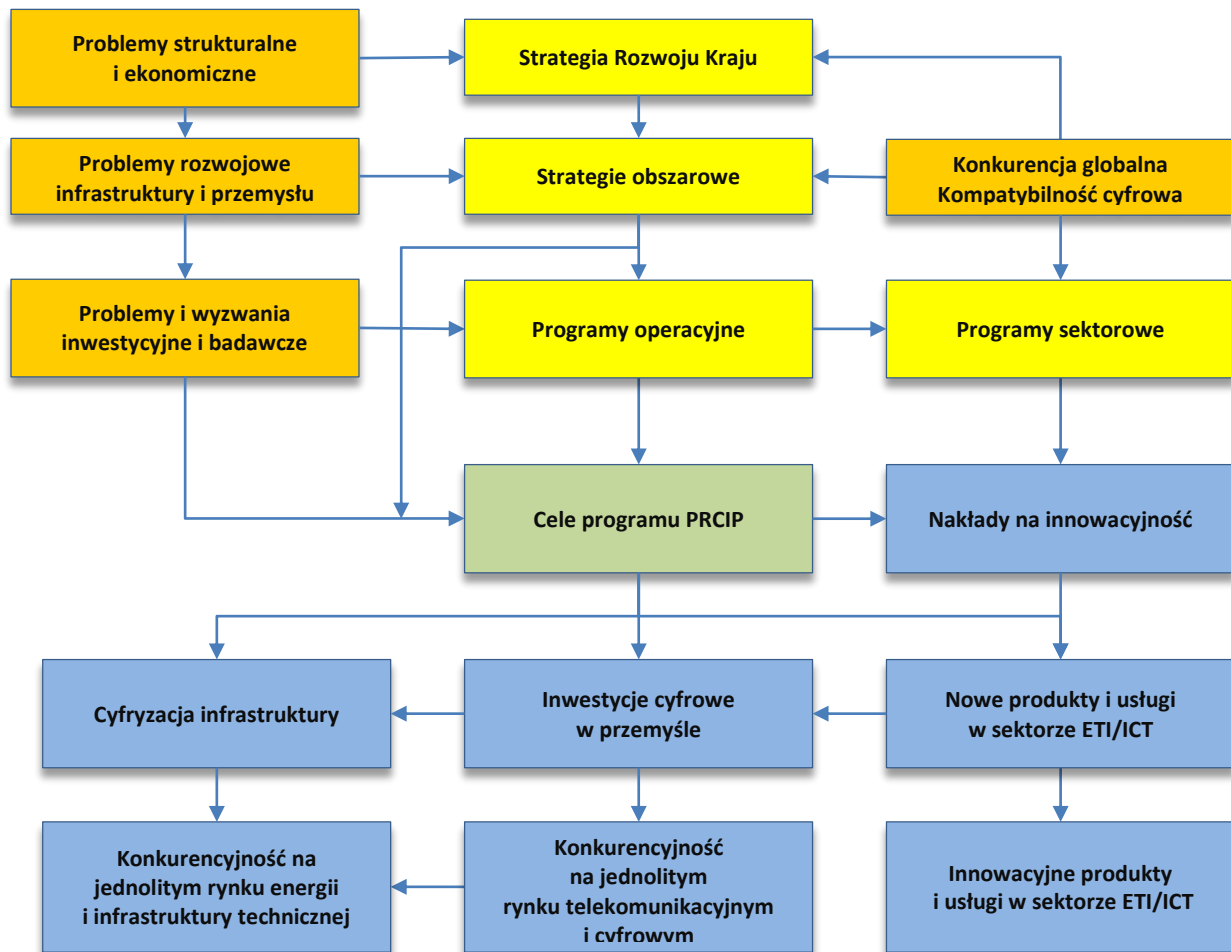 Problemy strukturalne
i ekonomiczne
Strategia Rozwoju Kraju
Problemy rozwojowe
infrastruktury i przemysłu
Strategie obszarowe
Konkurencja globalna
Kompatybilność cyfrowa
Problemy i wyzwania
inwestycyjne i badawcze
Programy operacyjne
Programy sektorowe
Cele programu PRCIP
Nakłady na innowacyjność
Cyfryzacja infrastruktury
Inwestycje cyfrowe
w przemyśle
Nowe produkty i usługi
w sektorze ETI/ICT
Konkurencyjność na
jednolitym rynku energii
i infrastruktury technicznej
Konkurencyjność
na jednolitym
rynku telekomunikacyjnym
i cyfrowym
Innowacyjne produkty
i usługi w sektorze ETI/ICT